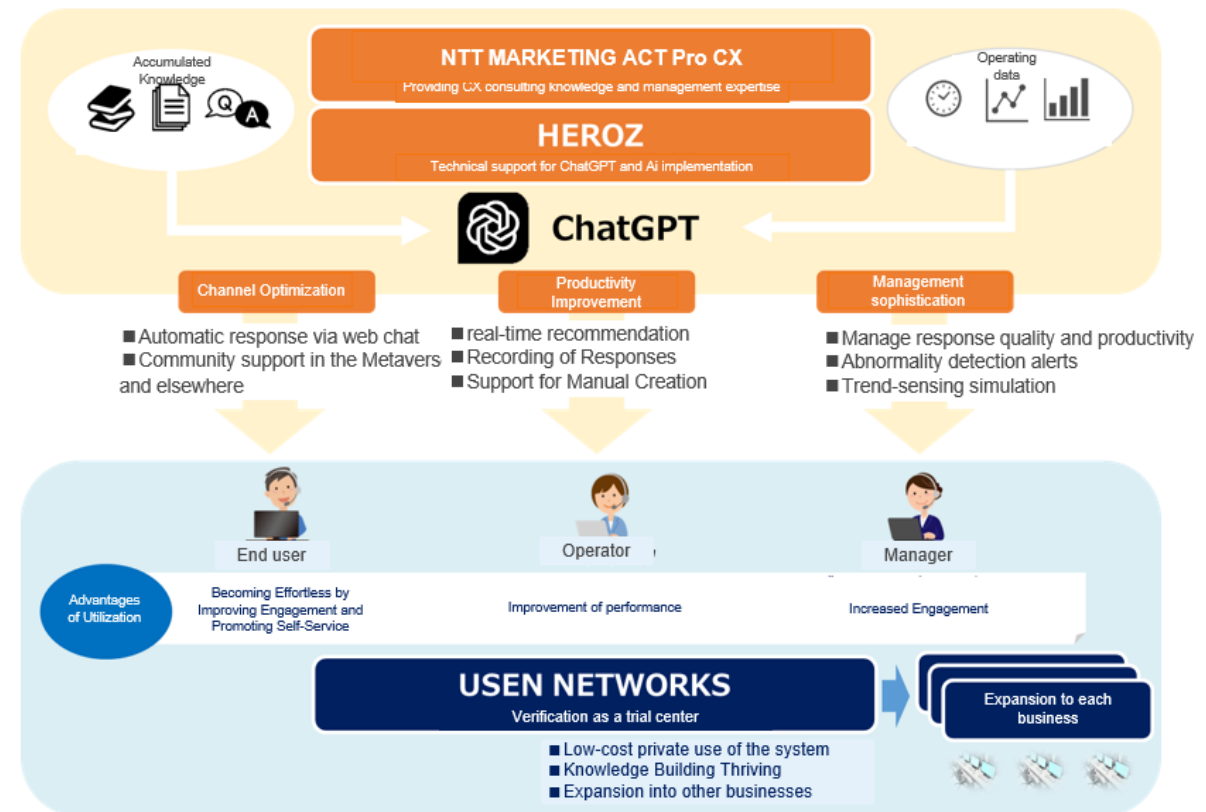 Accumulated
Knowledge
Q
A
NTT MARKETING ACT Pro CX
Providing CX consulting knowledge and management expertise
HEROZ
Technical support for ChatGPT and Ai implementation
Operating
data
ChatGPT
Channel Optimization
■ Automatic response via web chat
■ Community support in the Metavers
and elsewhere
Productivity
Improvement
■ real-time recommendation
■ Recording of Responses
■ Support for Manual Creation
Management
sophistication
■ Manage response quality and productivity
■ Abnormality detection alerts
■ Trend-sensing simulation
End user
Operator
Manager
Advantages
of Utilization
Becoming Effortless by
Improving Engagement and
Promoting Self-Service
Improvement of performance
Increased Engagement
USEN NETWORKS
Verification as a trial center
Expansion to each
business
■ Low-cost private use of the system
■ Knowledge Building Thriving
■ Expansion into other businesses